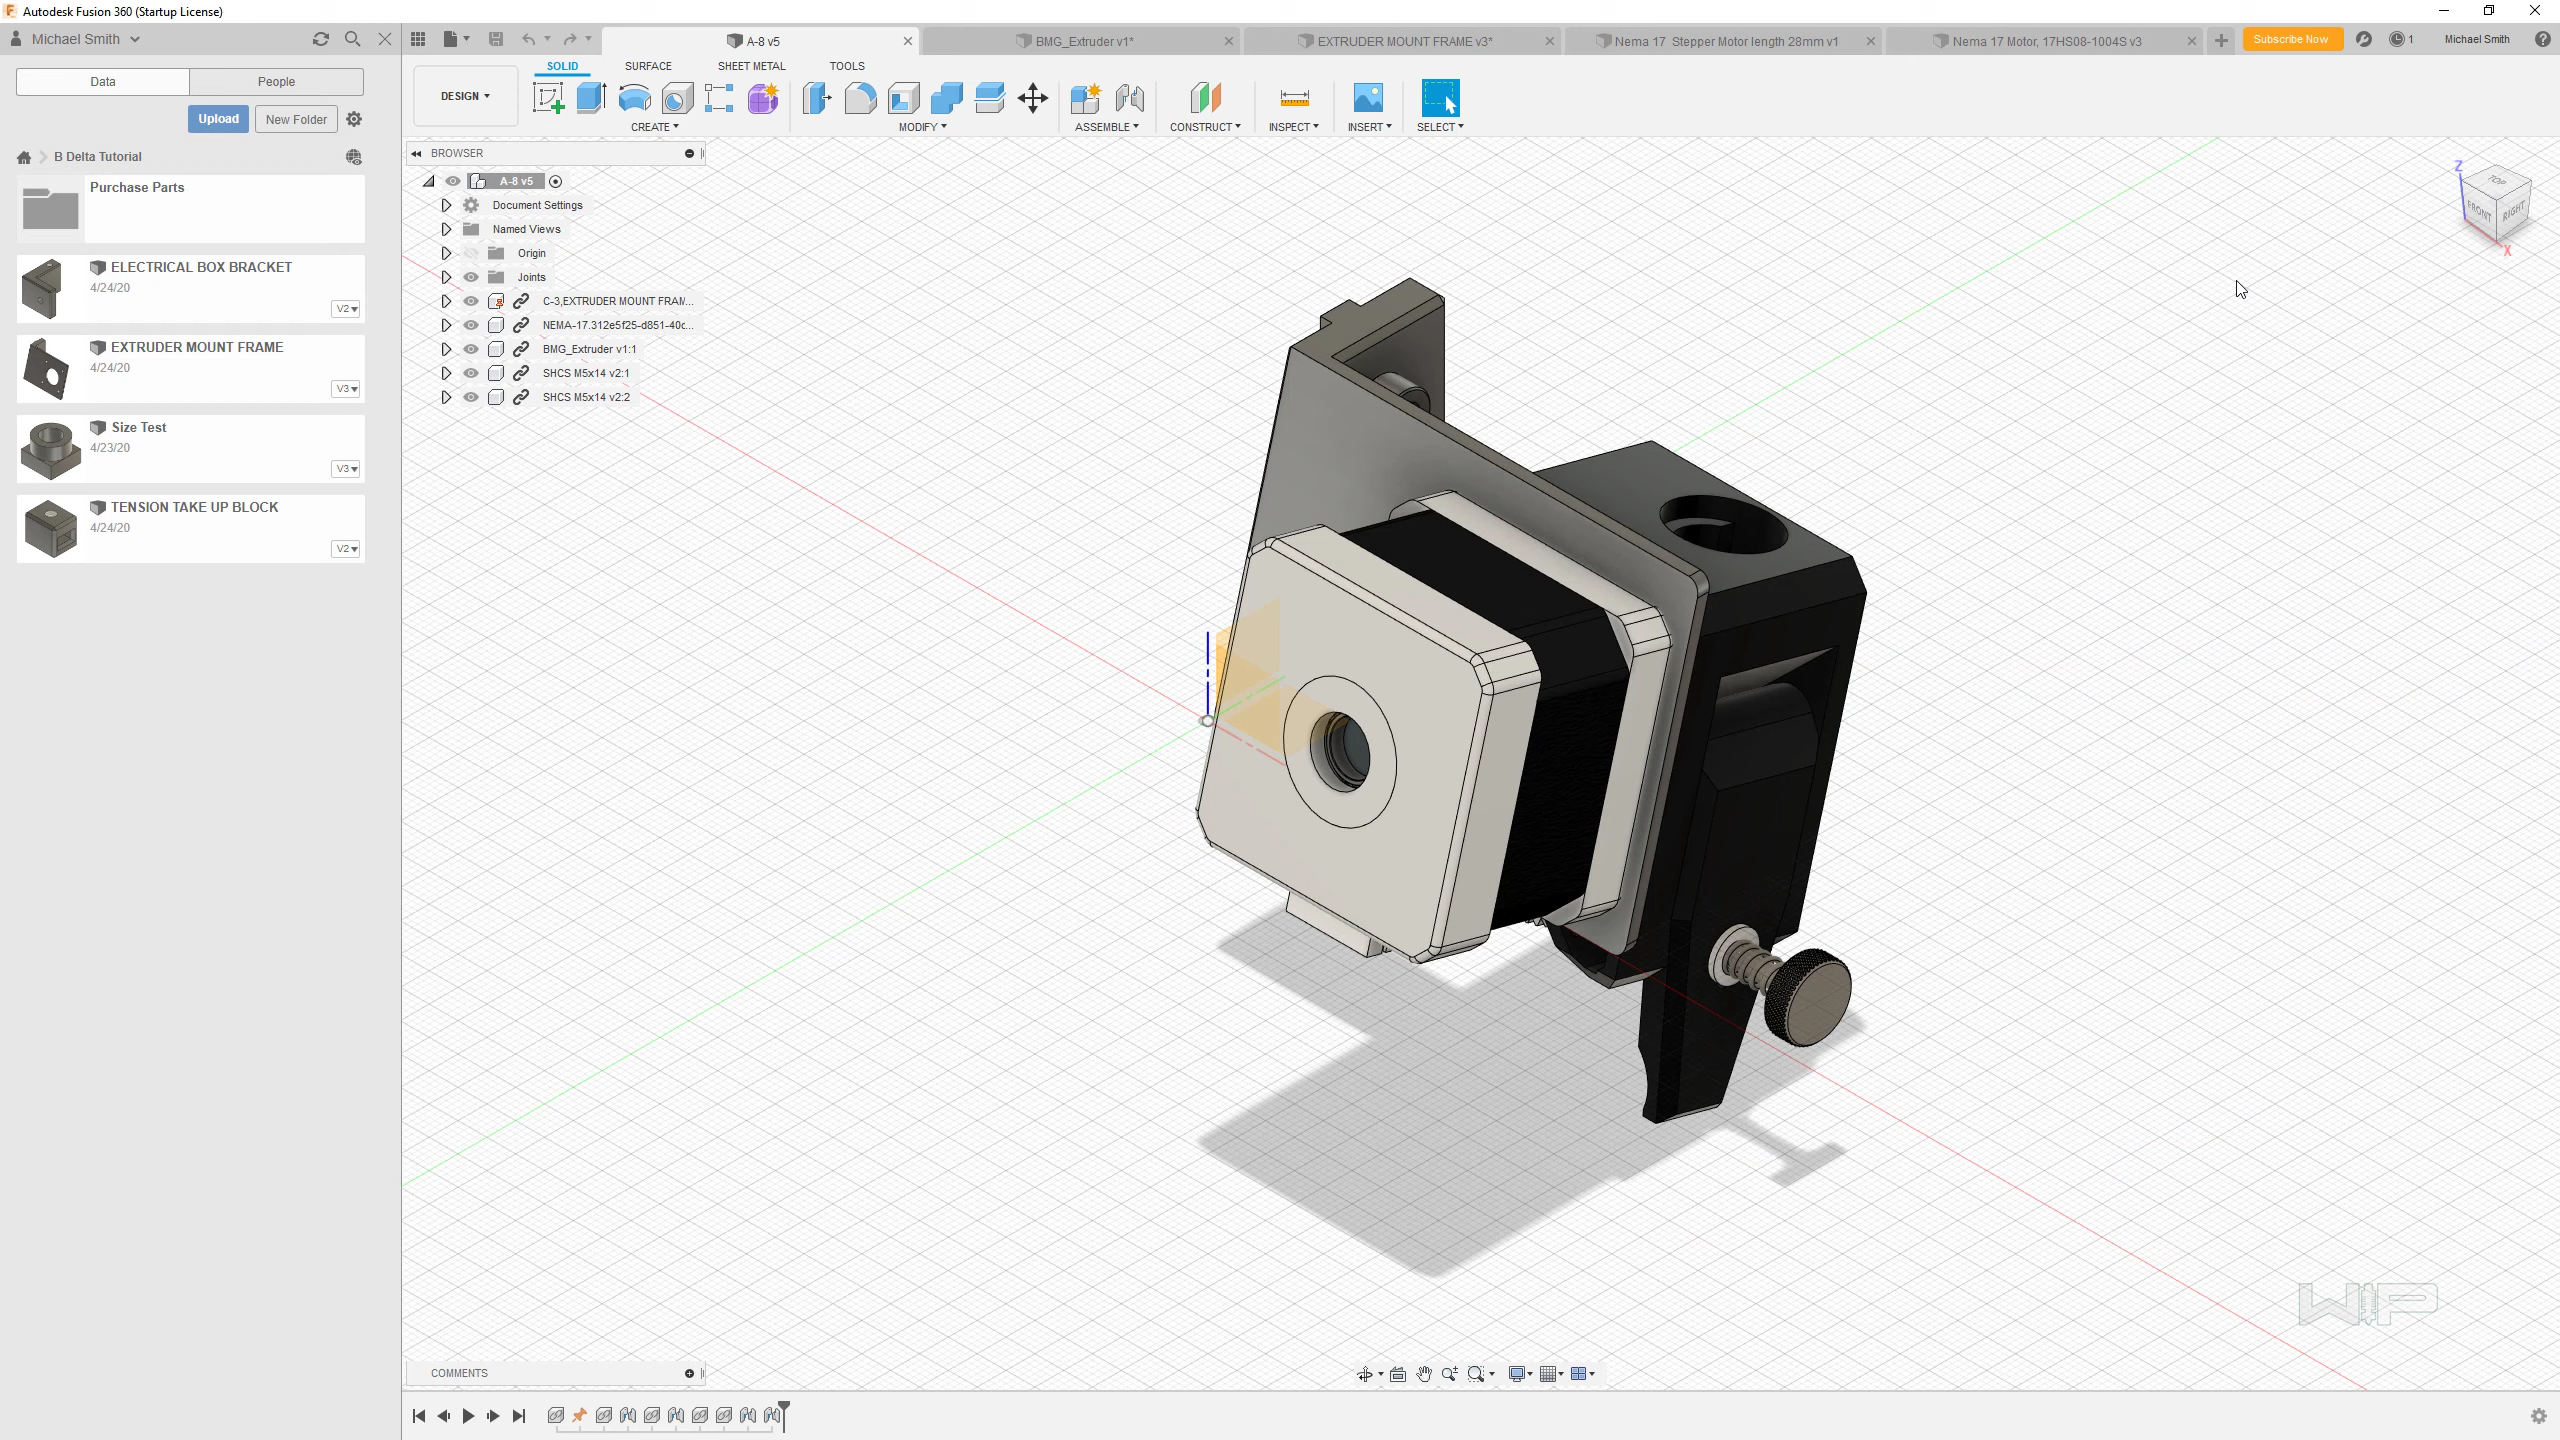 Autodesk Fusion 360 (Startup License)
Michael Smith
A-8 v5
BMG_Extruder v1*
EXTRUDER MOUNT FRAME v3*
Nema 17 Stepper Motor length 28mm v1
Nema 17 Motor, 17HS08-1004S v3
Subscribe Now
1
Michael Smith
Data
People
Upload
New Folder
B Delta Tutorial
Purchase Parts
ELECTRICAL BOX BRACKET
4/24/20
V2
EXTRUDER MOUNT FRAME
4/24/20
V3
Size Test
4/23/20
V3
TENSION TAKE UP BLOCK
4/24/20
V2
DESIGN
SOLID
SURFACE
SHEET METAL
TOOLS
CREATE
MODIFY
ASSEMBLE
CONSTRUCT
INSPECT
INSERT
SELECT
BROWSER
A-8 v5
Document Settings
Named Views
Origin
Joints
C-3,EXTRUDER MOUNT FRAM...
NEMA-17.312e5f25-d851-40c...
BMG_Extruder v1:1
SHCS M5x14 v2:1
SHCS M5x14 v2:2
Z
TOP
FRONT
RIGHT
X
WIP
COMMENTS